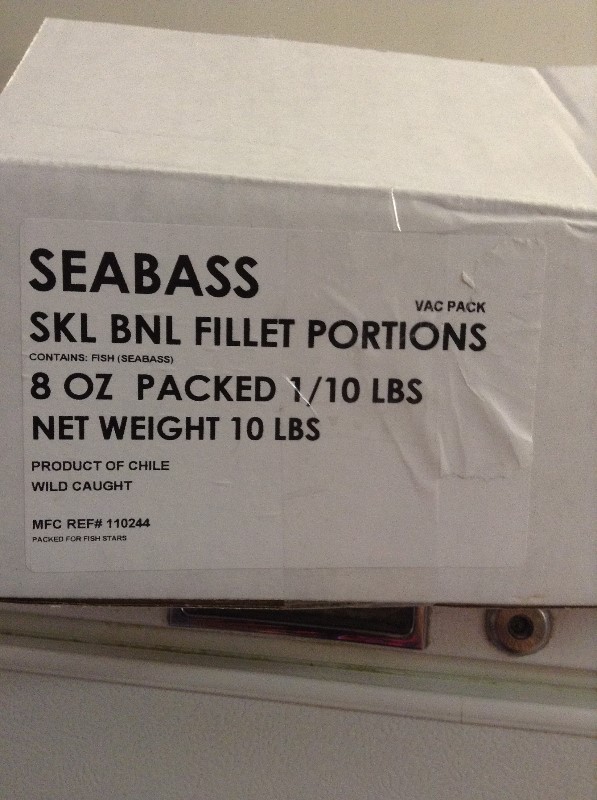 SEABASS
VAC PACK
SKL BNL FILLET PORTIONS
CONTAINS: FISH (SEABASS)
8 OZ PACKED 1/10 LBS
NET WEIGHT 10 LBS
PRODUCT OF CHILE
WILD CAUGHT
MFC REF# 110244
PACKED FOR FISH STARS